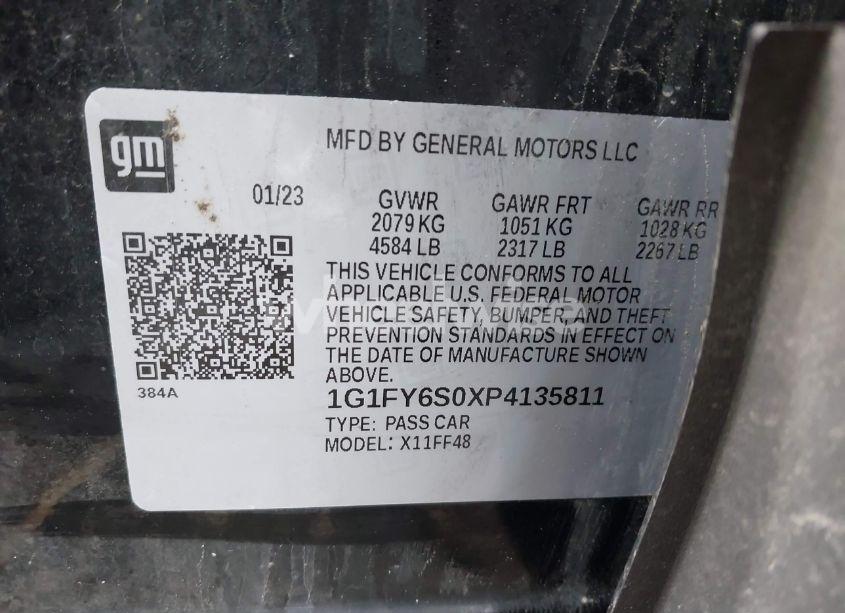 gm
MFD BY GENERAL MOTORS LLC
01/23 GVWR GAWR FRT GAWR RR
2079 KG 1051 KG 1028 KG
4584 LB 2317 LB 2267 LB
THIS VEHICLE CONFORMS TO ALL
APPLICABLE U.S. FEDERAL MOTOR
VEHICLE SAFETY, BUMPER, AND THEFT
PREVENTION STANDARDS IN EFFECT ON
THE DATE OF MANUFACTURE SHOWN
ABOVE.
384A
1G1FY6S0XP4135811
TYPE: PASS CAR
MODEL: X11FF48